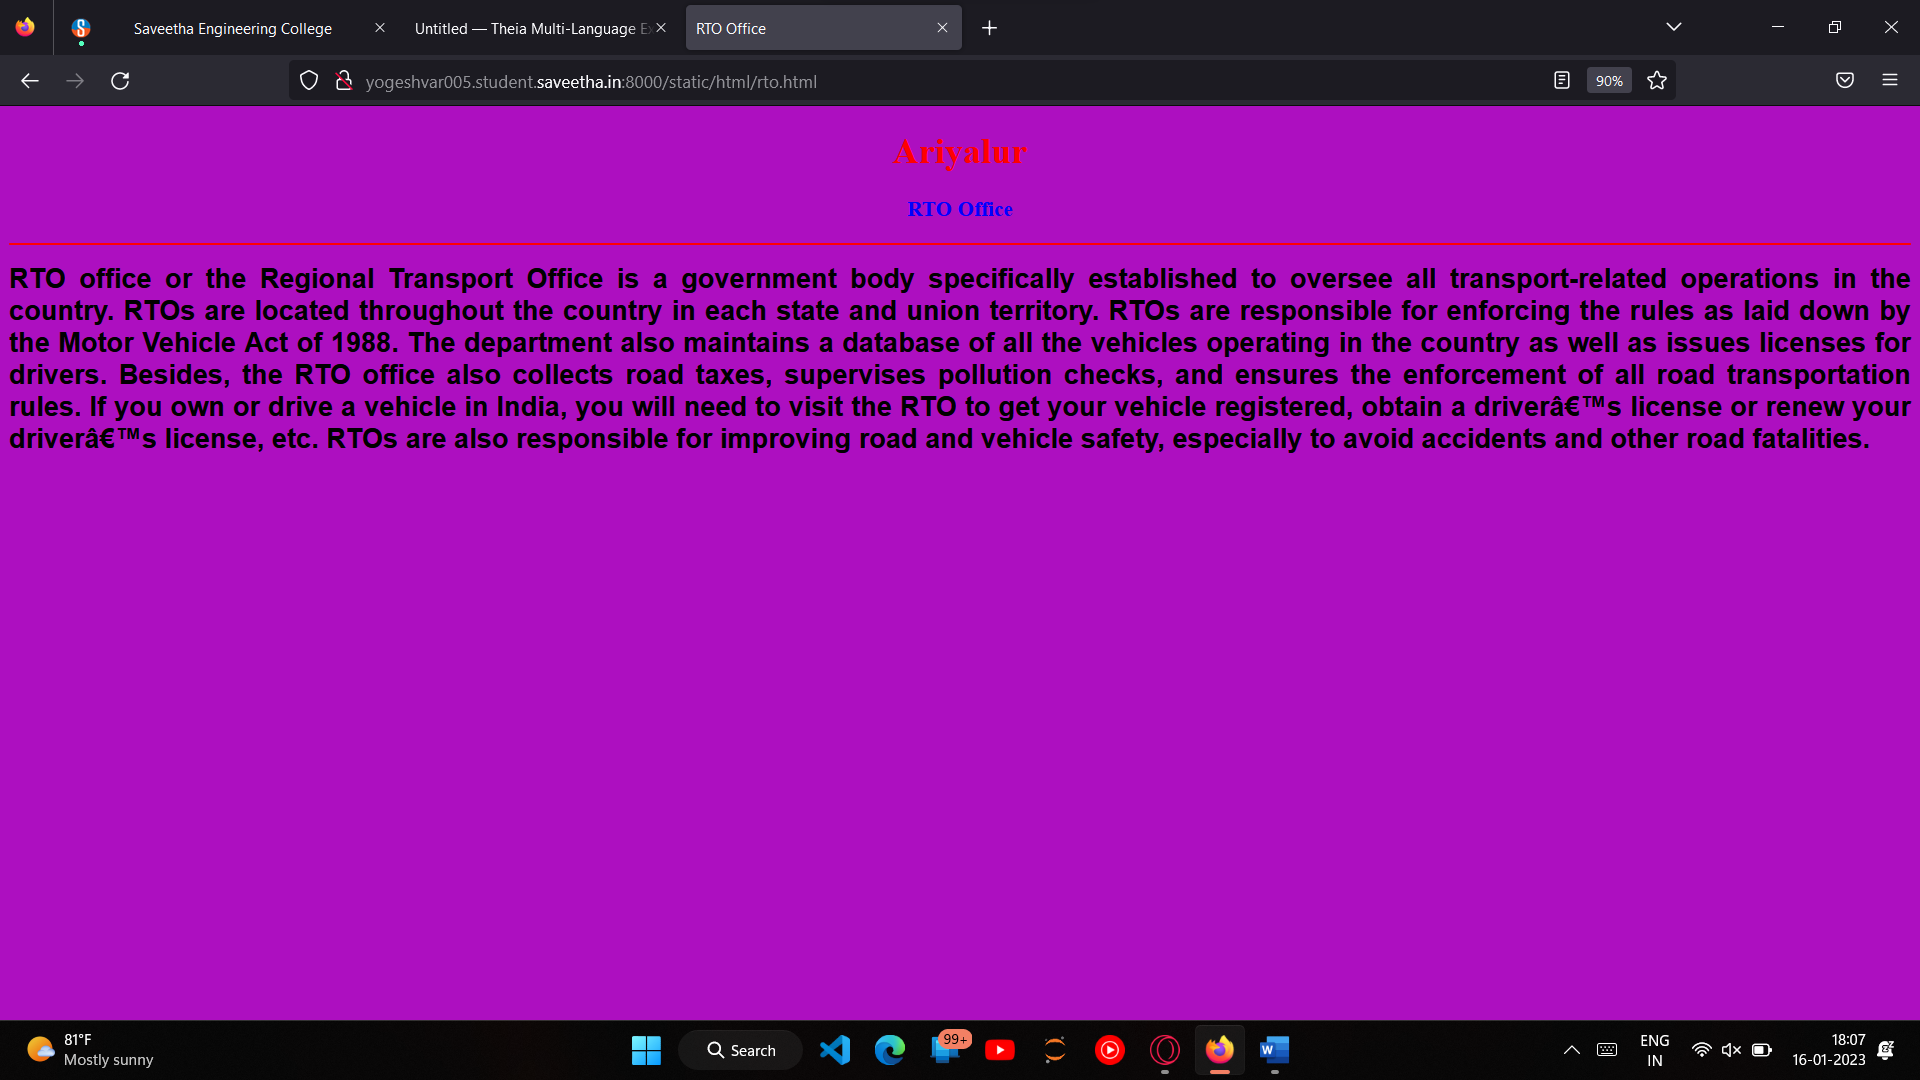 Saveetha Engineering College
Untitled — Theia Multi-Language
RTO Office
yogeshvar005.student.saveetha.in:8000/static/html/rto.html
90%
Ariyalur
RTO Office
RTO office or the Regional Transport Office is a government body specifically established to oversee all transport-related operations in the
country. RTOs are located throughout the country in each state and union territory. RTOs are responsible for enforcing the rules as laid down by
the Motor Vehicle Act of 1988. The department also maintains a database of all the vehicles operating in the country as well as issues licenses for
drivers. Besides, the RTO office also collects road taxes, supervises pollution checks, and ensures the enforcement of all road transportation
rules. If you own or drive a vehicle in India, you will need to visit the RTO to get your vehicle registered, obtain a driverâ€™s license or renew your
driverâ€™s license, etc. RTOs are also responsible for improving road and vehicle safety, especially to avoid accidents and other road fatalities.
81°F
Mostly sunny
Search
99+
ENG
IN
18:07
16-01-2023